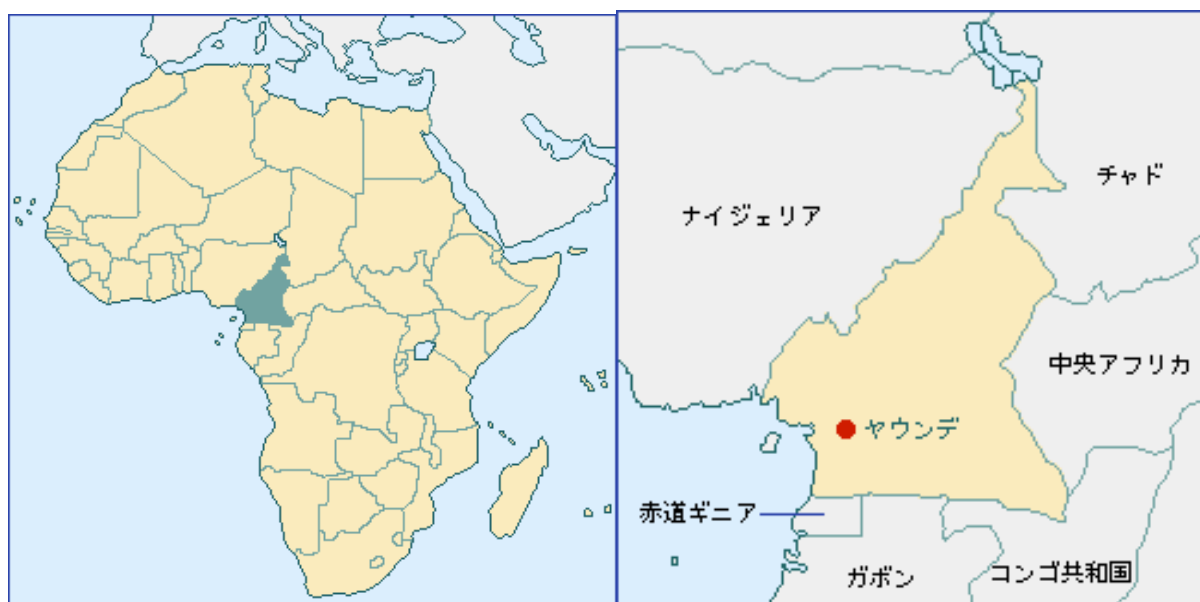 チャド
ナイジェリア
中央アフリカ
ヤウンデ
赤道ギニア
ガボン
コンゴ共和国